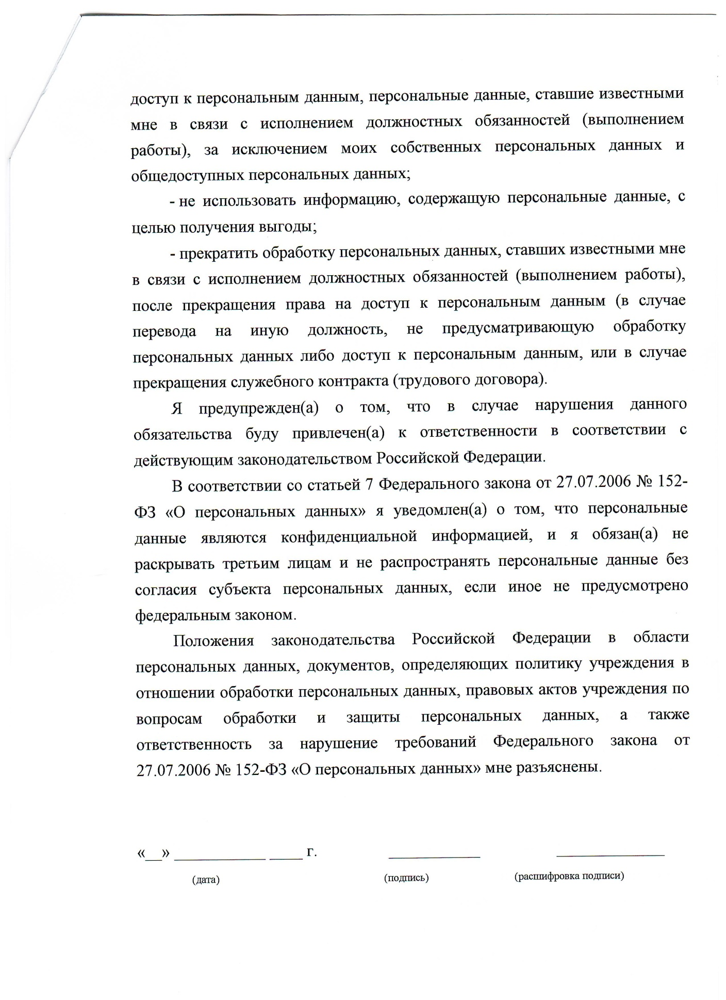 доступ к персональным данным, персональные данные, ставшие известными
мне в связи с исполнением должностных обязанностей (выполнением
работы), за исключением моих собственных персональных данных и
общедоступных персональных данных;
- не использовать информацию, содержащую персональные данные, с
целью получения выгоды;
- прекратить обработку персональных данных, ставших известными мне
в связи с исполнением должностных обязанностей (выполнением работы),
после прекращения права на доступ к персональным данным (в случае
перевода на иную должность, не предусматривающую обработку
персональных данных либо доступ к персональным данным, или в случае
прекращения служебного контракта (трудового договора).
Я предупрежден(а) о том, что в случае нарушения данного
обязательства буду привлечен(а) к ответственности в соответствии с
действующим законодательством Российской Федерации.
В соответствии со статьей 7 Федерального закона от 27.07.2006 № 152-
ФЗ «О персональных данных» я уведомлен(а) о том, что персональные
данные являются конфиденциальной информацией, и я обязан(а) не
раскрывать третьим лицам и не распространять персональные данные без
согласия субъекта персональных данных, если иное не предусмотрено
федеральным законом.
Положения законодательства Российской Федерации в области
персональных данных, документов, определяющих политику учреждения в
отношении обработки персональных данных, правовых актов учреждения по
вопросам обработки и защиты персональных данных, а также
ответственность за нарушение требований Федерального закона от
27.07.2006 № 152-ФЗ «О персональных данных» мне разъяснены.
«__» ___________ ____ г. ___________ _____________
(дата) (подпись) (расшифровка подписи)